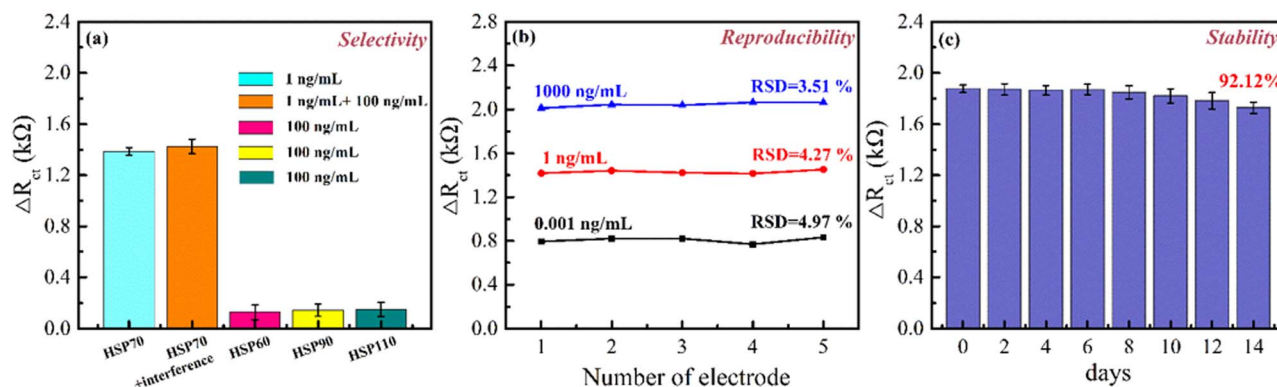 (a) Selectivity
2.4
2.0
1.6
1.2
0.8
0.4
0.0
△Rct (kΩ)
1 ng/mL
1 ng/mL+ 100 ng/mL
100 ng/mL
100 ng/mL
100 ng/mL
HSP70
HSP70
+interference
HSP60
HSP90
HSP110
(b) Reproducibility
2.8
2.4
2.0
1.6
1.2
0.8
0.4
0.0
△Rct (kΩ)
1000 ng/mL RSD=3.51 %
1 ng/mL RSD=4.27 %
0.001 ng/mL RSD=4.97 %
1 2 3 4 5
Number of electrode
(c) Stability
2.4
2.0
1.6
1.2
0.8
0.4
0.0
△Rct (kΩ)
92.12%
0 2 4 6 8 10 12 14
days